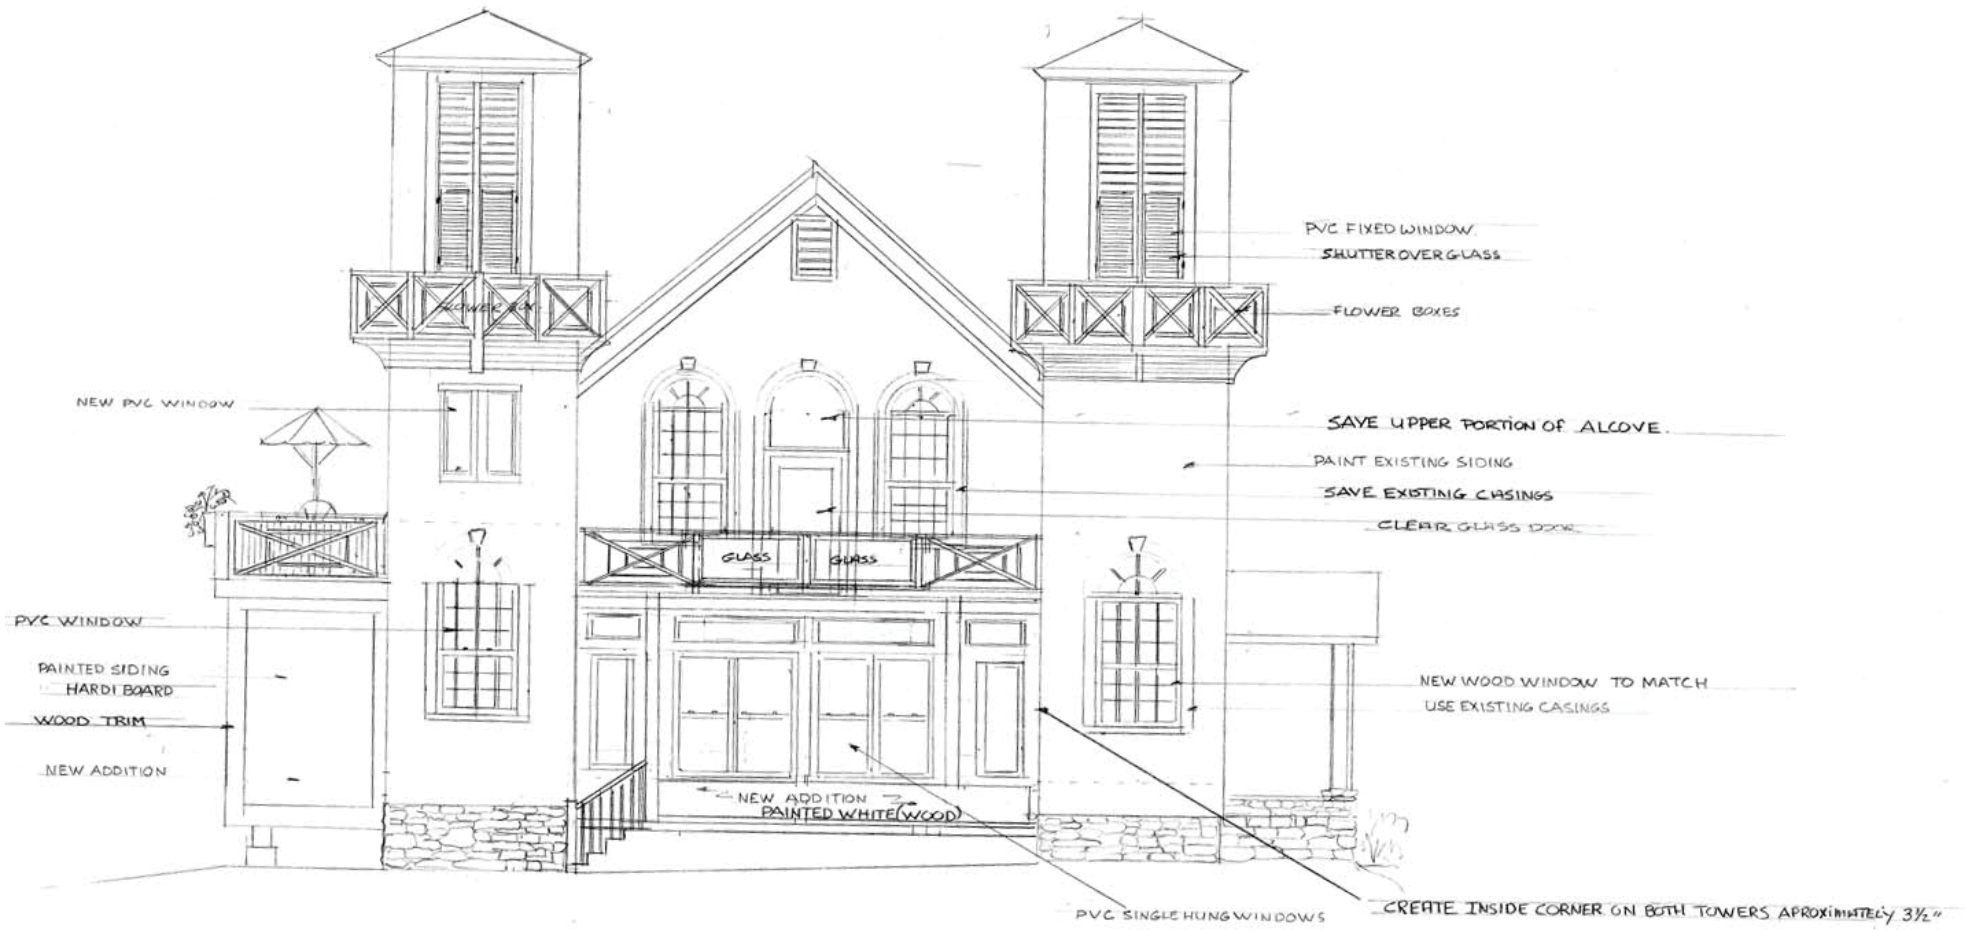 PVC FIXED WINDOW
SHUTTER OVER GLASS
FLOWER BOX
FLOWER BOXES
NEW PVC WINDOW
SAVE UPPER PORTION OF ALCOVE.
PAINT EXISTING SIDING
SAVE EXISTING CASINGS
CLEAR GLASS DOOR
GLASS GLASS
PVC WINDOW
PAINTED SIDING
HARDI BOARD
WOOD TRIM
NEW ADDITION
NEW WOOD WINDOW TO MATCH
USE EXISTING CASINGS
NEW ADDITION
PAINTED WHITE (WOOD)
PVC SINGLE HUNG WINDOWS
CREATE INSIDE CORNER ON BOTH TOWERS APROXIMATELY 3½"